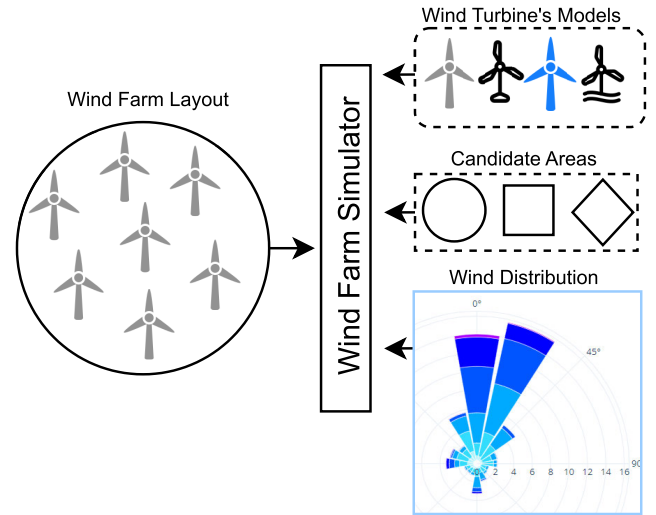 Wind Turbine's Models
Wind Farm Layout
Wind Farm Simulator
Candidate Areas
Wind Distribution
0°
45°
90
2 4 6 8 10 12 14 16